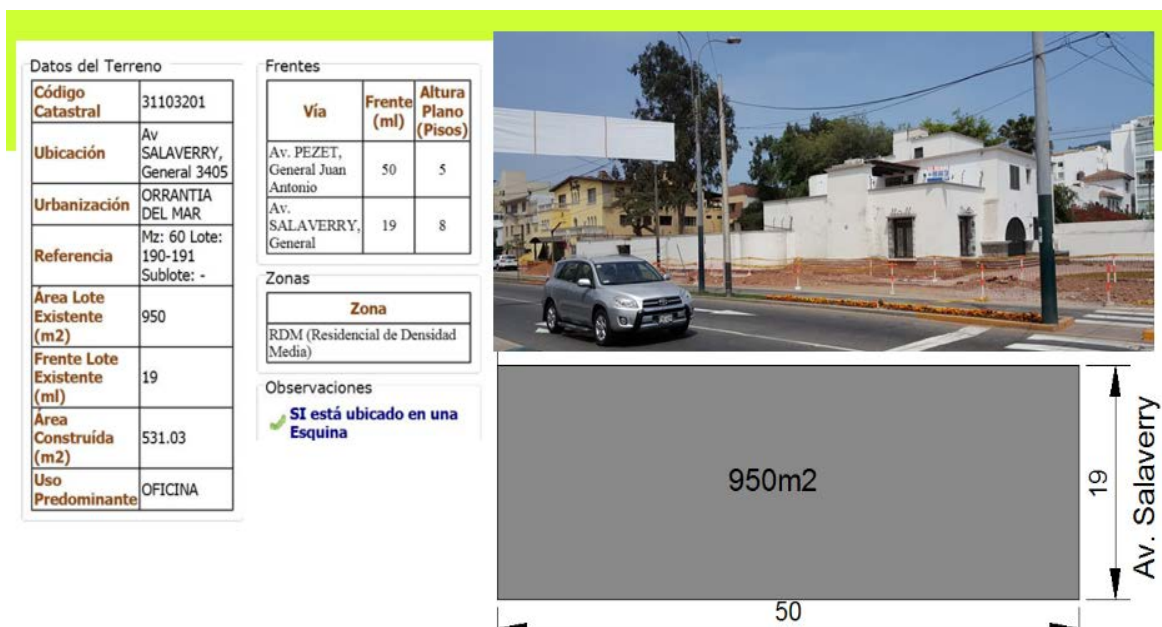 Datos del Terreno
Código
Catastral
31103201
Ubicación
Av
SALAVERRY,
General 3405
Urbanización
ORRANTIA
DEL MAR
Referencia
Mz: 60 Lote:
190-191
Sublote: -
Área Lote
Existente
(m2)
950
Frente Lote
Existente
(ml)
19
Área
Construída
(m2)
531.03
Uso
Predominante
OFICINA
Frentes
Vía
Frente
(ml)
Altura
Plano
(Pisos)
Av. PEZET,
General Juan
Antonio
50
5
Av.
SALAVERRY,
General
19
8
Zonas
Zona
RDM (Residencial de Densidad
Media)
Observaciones
SI está ubicado en una
Esquina
950m2
19
Av. Salaverry
50